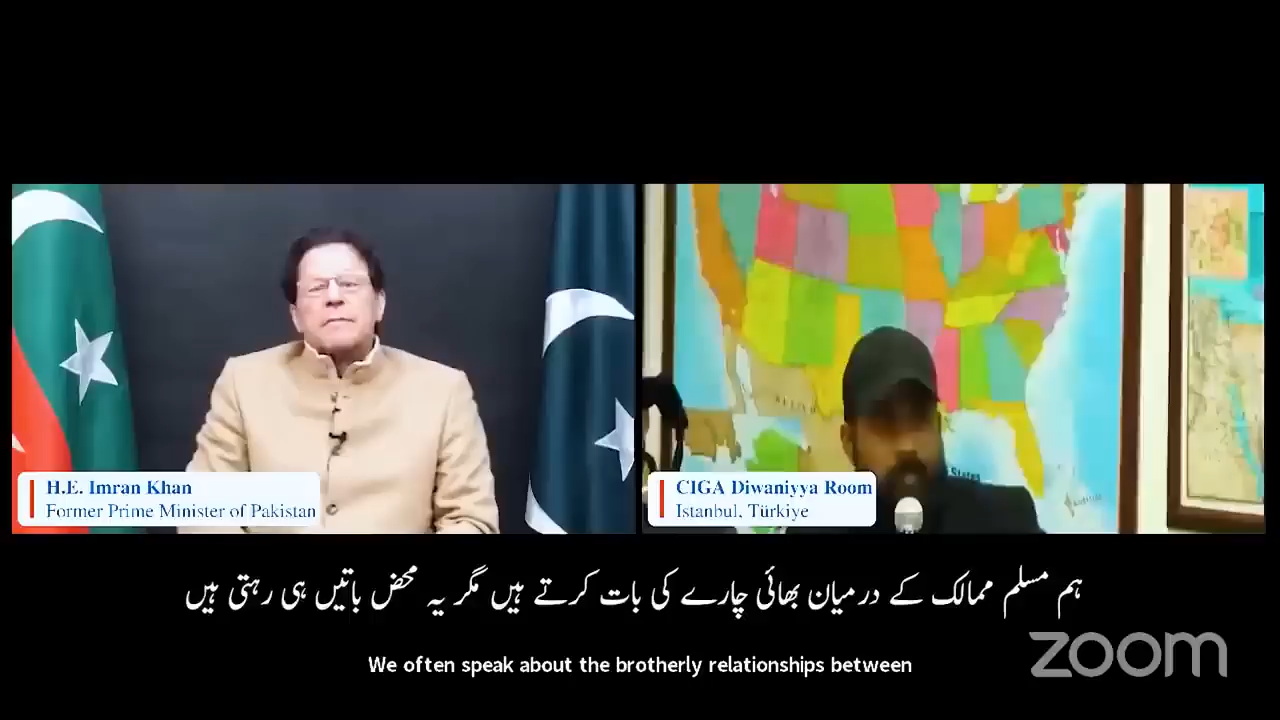 H.E. Imran Khan
Former Prime Minister of Pakistan
CIGA Diwaniyya Room
Istanbul, Türkiye
ہم مسلم ممالک کے درمیان بھائی چارے کی بات کرتے ہیں مگر یہ محض باتیں ہی رہتی ہیں
We often speak about the brotherly relationships between
zoom